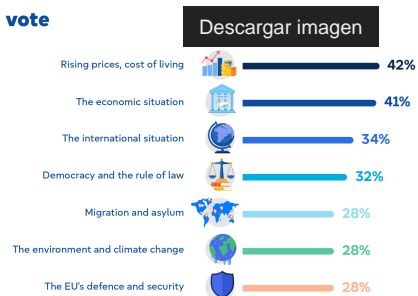 vote
Descargar imagen
Rising prices, cost of living 42%
The economic situation 41%
The international situation 34%
Democracy and the rule of law 32%
Migration and asylum 28%
The environment and climate change 28%
The EU's defence and security 28%